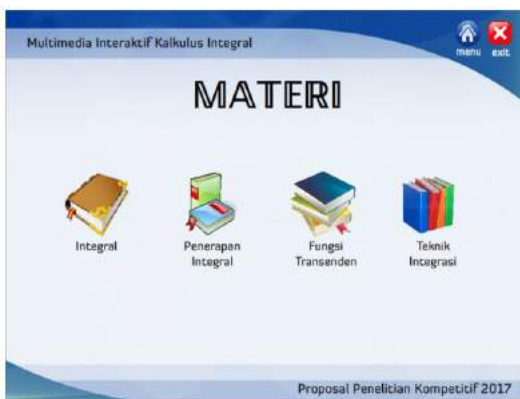 Multimedia Interaktif Kalkulus Integral
menu exit
MATERI
Integral
Penerapan
Integral
Fungsi
Transenden
Teknik
Integrasi
Proposal Penelitian Kompetitif 2017